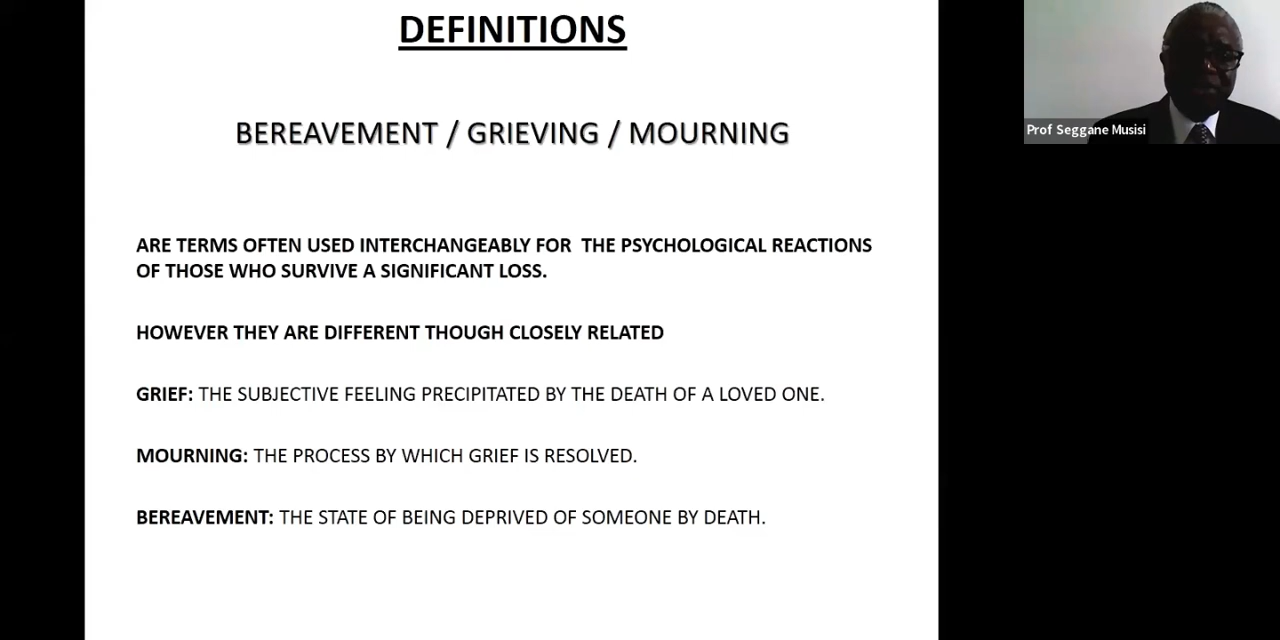 DEFINITIONS
BEREAVEMENT / GRIEVING / MOURNING
ARE TERMS OFTEN USED INTERCHANGEABLY FOR THE PSYCHOLOGICAL REACTIONS
OF THOSE WHO SURVIVE A SIGNIFICANT LOSS.
HOWEVER THEY ARE DIFFERENT THOUGH CLOSELY RELATED
GRIEF: THE SUBJECTIVE FEELING PRECIPITATED BY THE DEATH OF A LOVED ONE.
MOURNING: THE PROCESS BY WHICH GRIEF IS RESOLVED.
BEREAVEMENT: THE STATE OF BEING DEPRIVED OF SOMEONE BY DEATH.
Prof Seggane Musisi